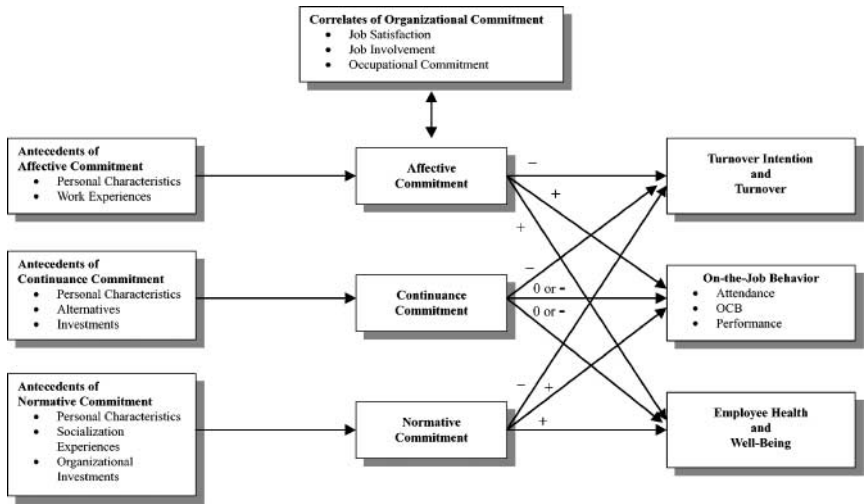 Correlates of Organizational Commitment
• Job Satisfaction
• Job Involvement
• Occupational Commitment
Antecedents of
Affective Commitment
• Personal Characteristics
• Work Experiences
Affective
Commitment
−
+
+
Turnover Intention
and
Turnover
Antecedents of
Continuance Commitment
• Personal Characteristics
• Alternatives
• Investments
Continuance
Commitment
−
0 or -
0 or -
On-the-Job Behavior
• Attendance
• OCB
• Performance
Antecedents of
Normative Commitment
• Personal Characteristics
• Socialization
Experiences
• Organizational
Investments
Normative
Commitment
−
+
+
Employee Health
and
Well-Being